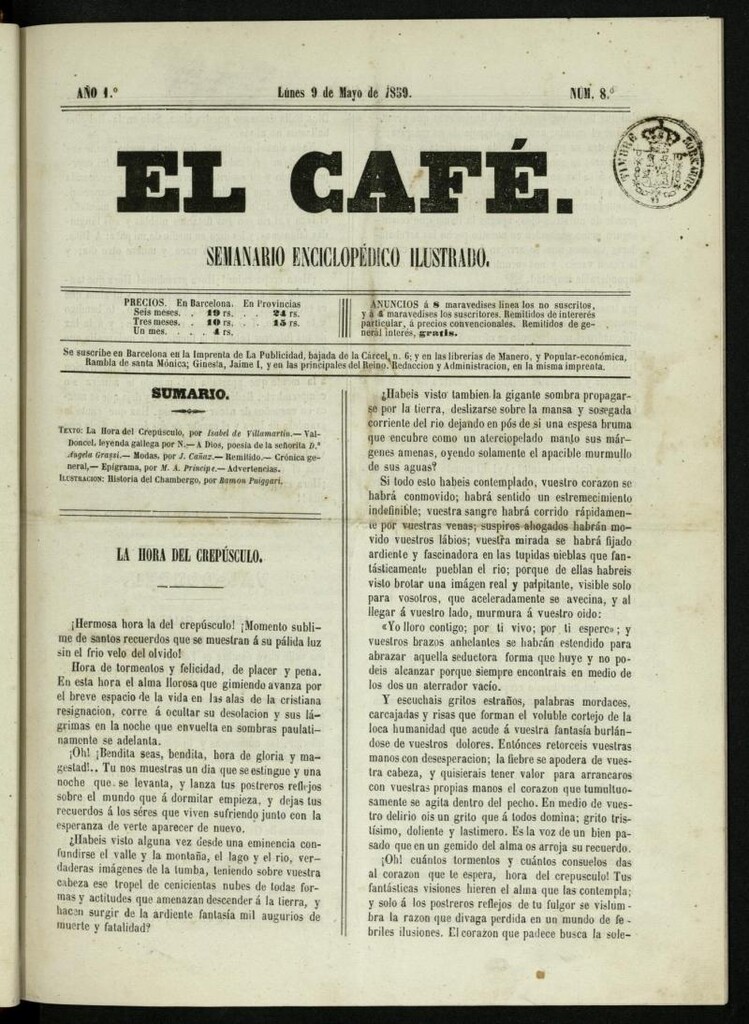 AÑO 1.º
Lúnes 9 de Mayo de 1859.
NÚM. 8.º
EL CAFÉ.
TIMBRE
SEMANARIO ENCICLOPÉDICO ILUSTRADO.
PRECIOS. En Barcelona. En Provincias
Seis meses. . 19 rs. . . 24 rs.
Tres meses. . 10 rs. . . 15 rs.
Un mes. . . . 4 rs.
ANUNCIOS á 8 maravedises linea los no suscritos,
y á 4 maravedises los suscritores. Remitidos de intererés
particular, á precios convencionales. Remitidos de ge-
neral interés, gratis.
Se suscribe en Barcelona en la Imprenta de La Publicidad, bajada de la Cárcel, n. 6; y en las librerias de Manero, y Popular-económica,
Rambla de santa Mónica; Ginesta, Jaime I, y en las principales del Reino. Redaccion y Administracion, en la misma imprenta.
SUMARIO.
TEXTO: La Hora del Crepúsculo, por Isabel de Villamartin.— Val-
Doncel, leyenda gallega por N.— A Dios, poesia de la señorita D.ª
Angela Grassi.— Modas, por J. Cañaz.— Remitido.— Crónica ge-
neral,— Epígrama, por M. A. Principe.— Advertencias.
ILUSTRACION: Historia del Chambergo, por Ramon Puiggarí.
LA HORA DEL CREPÚSCULO.
¡Hermosa hora la del crepúsculo! ¡Momento subli-
me de santos recuerdos que se muestran á su pálida luz
sin el frio velo del olvido!
Hora de tormentos y felicidad, de placer y pena.
En esta hora el alma llorosa que gimiendo avanza por
el breve espacio de la vida en las alas de la cristiana
resignacion, corre á ocultar su desolacion y sus lá-
grimas en la noche que envuelta en sombras paulati-
namente se adelanta.
¡Oh! ¡Bendita seas, bendita, hora de gloria y ma-
gestad!.. Tu nos muestras un dia que se estingue y una
noche que se levanta, y lanza tus postreros reflejos
sobre el mundo que á dormitar empieza, y dejas tus
recuerdos á los séres que viven sufriendo junto con la
esperanza de verte aparecer de nuevo.
¿Habeis visto alguna vez desde una eminencia con-
fundirse el valle y la montaña, el lago y el rio, ver-
daderas imágenes de la tumba, teniendo sobre vuestra
cabeza ese tropel de cenicientas nubes de todas for-
mas y actitudes que amenazan descender á la tierra, y
hacen surgir de la ardiente fantasía mil augurios de
muerte y fatalidad?
¿Habeis visto tambien la gigante sombra propagar-
se por la tierra, deslizarse sobre la mansa y sosegada
corriente del rio dejando en pós de si una espesa bruma
que encubre como un aterciopelado manto sus már-
genes amenas, oyendo solamente el apacible murmullo
de sus aguas?
Si todo esto habeis contemplado, vuestro corazon se
habrá conmovido; habrá sentido un estremecimiento
indefinible; vuestra sangre habrá corrido rápidamen-
te por vuestras venas; suspiros ahogados habrán mo-
vido vuestros lábios; vuestra mirada se habrá fijado
ardiente y fascinadora en las tupidas nieblas que fan-
tásticamente pueblan el rio; porque de ellas habreis
visto brotar una imágen real y palpitante, visible solo
para vosotros, que aceleradamente se avecina, y al
llegar á vuestro lado, murmura á vuestro oido:
«Yo lloro contigo; por ti vivo; por ti espero»; y
vuestros brazos anhelantes se habrán estendido para
abrazar aquella seductora forma que huye y no po-
deis alcanzar porque siempre encontrais en medio de
los dos un aterrador vacío.
Y escuchais gritos estraños, palabras mordaces,
carcajadas y risas que forman el voluble cortejo de la
loca humanidad que acude á vuestra fantasía burlán-
dose de vuestros dolores. Entónces retorceis vuestras
manos con desesperacion; la fiebre se apodera de vues-
tra cabeza, y quisierais tener valor para arrancaros
con vuestras propias manos el corazon que tumultuo-
samente se agita dentro del pecho. En medio de vues-
tro delirio ois un grito que á todos domina; grito tris-
tísimo, doliente y lastimero. Es la voz de un bien pa-
sado que en un gemido del alma os arroja su recuerdo.
¡Oh! cuántos tormentos y cuántos consuelos das
al corazon que te espera, hora del crepusculo! Tus
fantásticas visiones hieren el alma que las contempla;
y solo á los postreros reflejos de tu fulgor se vislum-
bra la razon que divaga perdida en un mundo de fe-
briles ilusiones. El corazon que padece busca la sole-